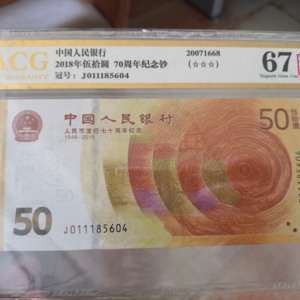 ACG
WARRANTY
中国人民银行
2018年伍拾圆 70周年纪念钞
冠号: J011185604
20071668
(☆☆☆)
67
Superb Gem Unc
中国人民银行
人民币发行七十周年纪念
1948-2018
50
50
J011185604